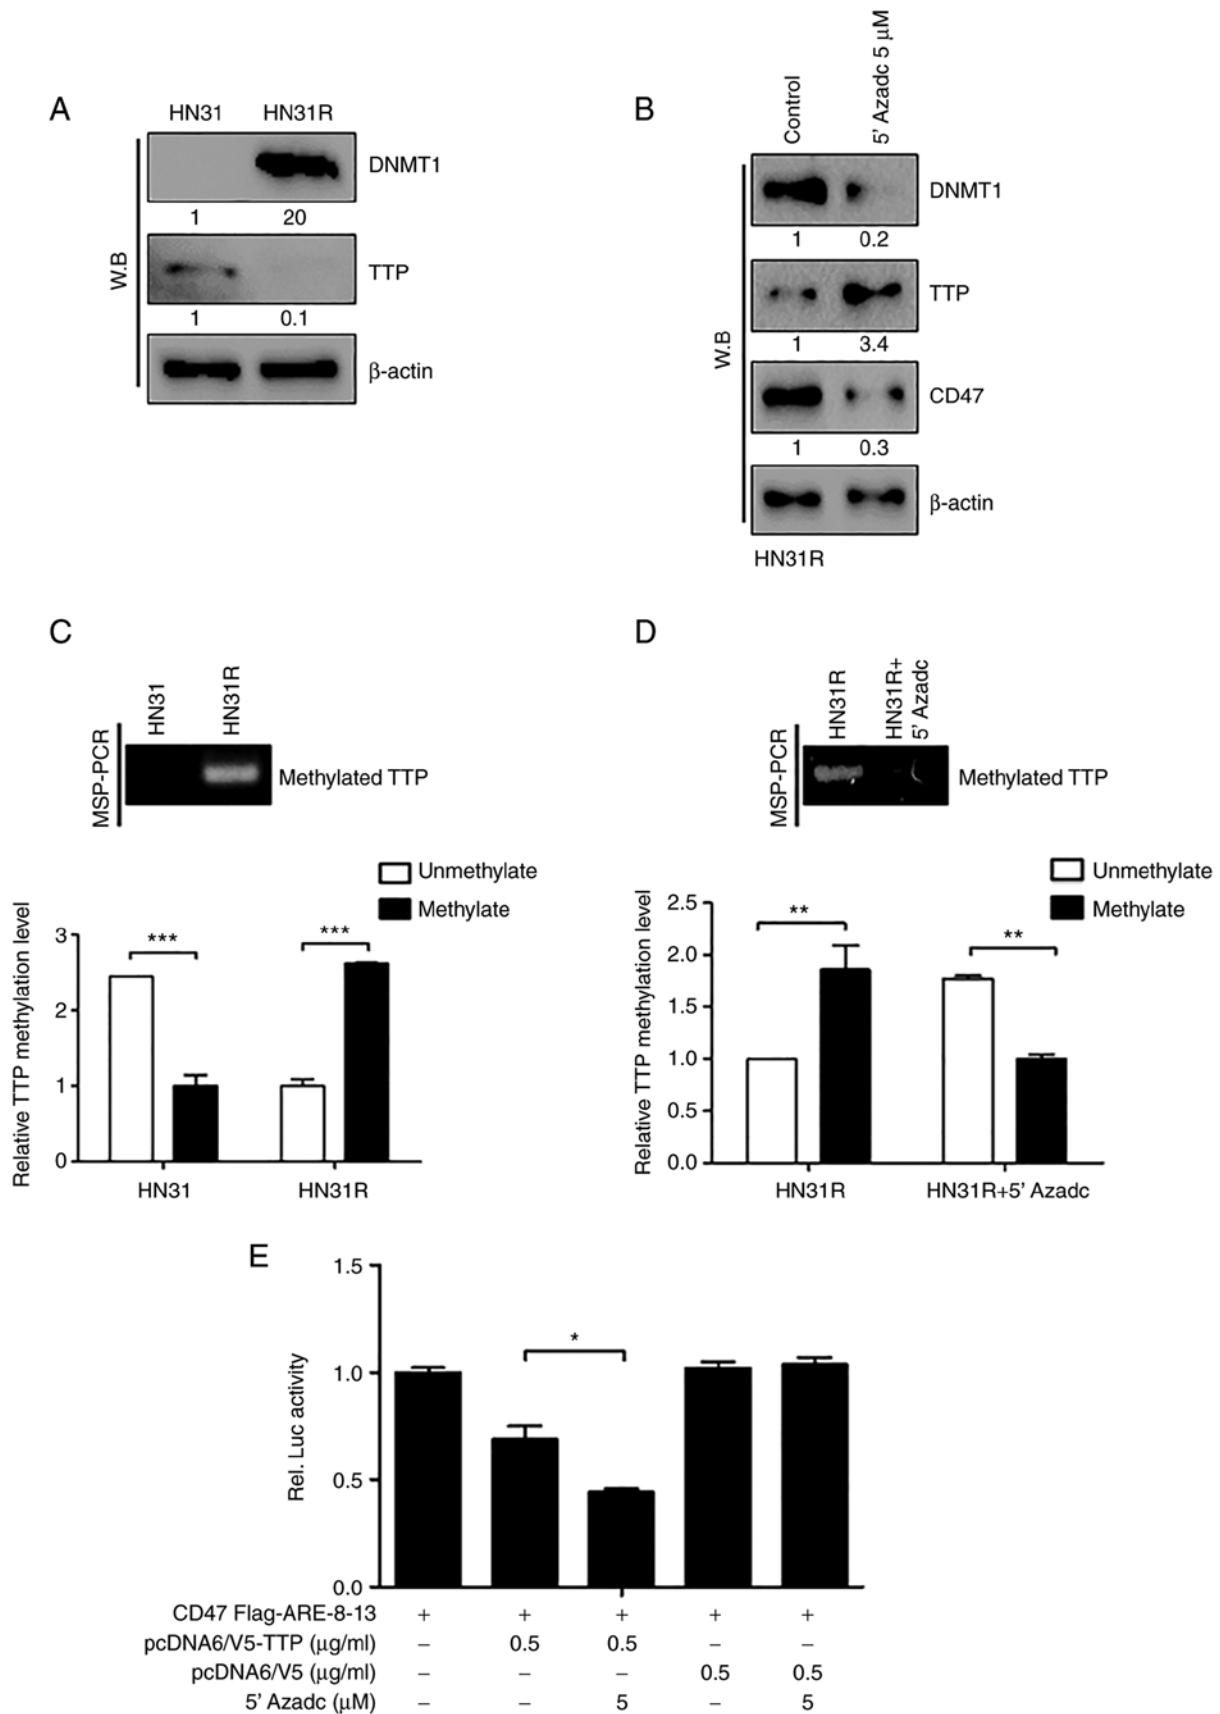 A
HN31 HN31R
DNMT1
1 20
TTP
1 0.1
β-actin
W.B
B
Control
5' Azadc 5 μM
DNMT1
1 0.2
TTP
1 3.4
CD47
1 0.3
β-actin
W.B
HN31R
C
HN31
HN31R
MSP-PCR
Methylated TTP
Unmethylate
Methylate
Relative TTP methylation level
3
2
1
0
*** ***
HN31 HN31R
D
HN31R
HN31R+
5' Azadc
MSP-PCR
Methylated TTP
Unmethylate
Methylate
Relative TTP methylation level
2.5
2.0
1.5
1.0
0.5
0.0
** **
HN31R HN31R+5' Azadc
E
Rel. Luc activity
1.5
1.0
0.5
0.0
*
CD47 Flag-ARE-8-13 + + + + +
pcDNA6/V5-TTP (μg/ml) – 0.5 0.5 – –
pcDNA6/V5 (μg/ml) – – – 0.5 0.5
5' Azadc (μM) – – 5 – 5